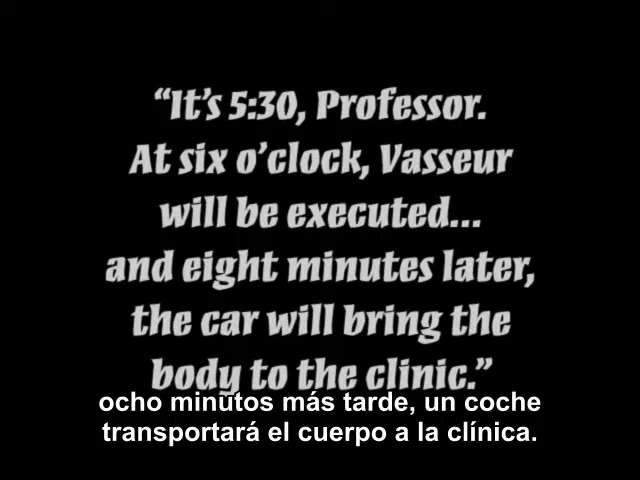 “It’s 5:30, Professor.
At six o’clock, Vasseur
will be executed...
and eight minutes later,
the car will bring the
body to the clinic.”
ocho minutos más tarde, un coche
transportará el cuerpo a la clínica.